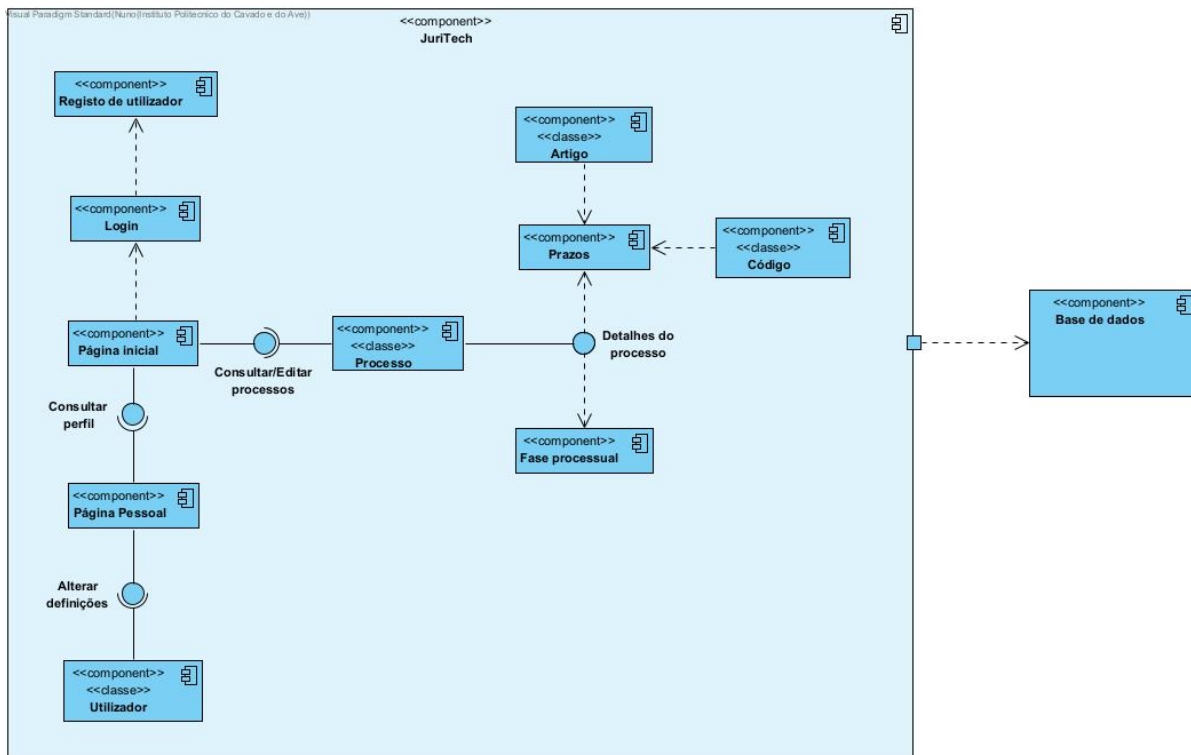 Visual Paradigm Standard(Nuno(Instituto Politecnico do Cavado e do Ave))
<<component>>
JuriTech
<<component>>
Registo de utilizador
<<component>>
<<classe>>
Artigo
<<component>>
Login
<<component>>
Prazos
<<component>>
<<classe>>
Código
<<component>>
Base de dados
<<component>>
Página inicial
Consultar/Editar
processos
<<component>>
<<classe>>
Processo
Detalhes do
processo
Consultar
perfil
<<component>>
Fase processual
<<component>>
Página Pessoal
Alterar
definições
<<component>>
<<classe>>
Utilizador